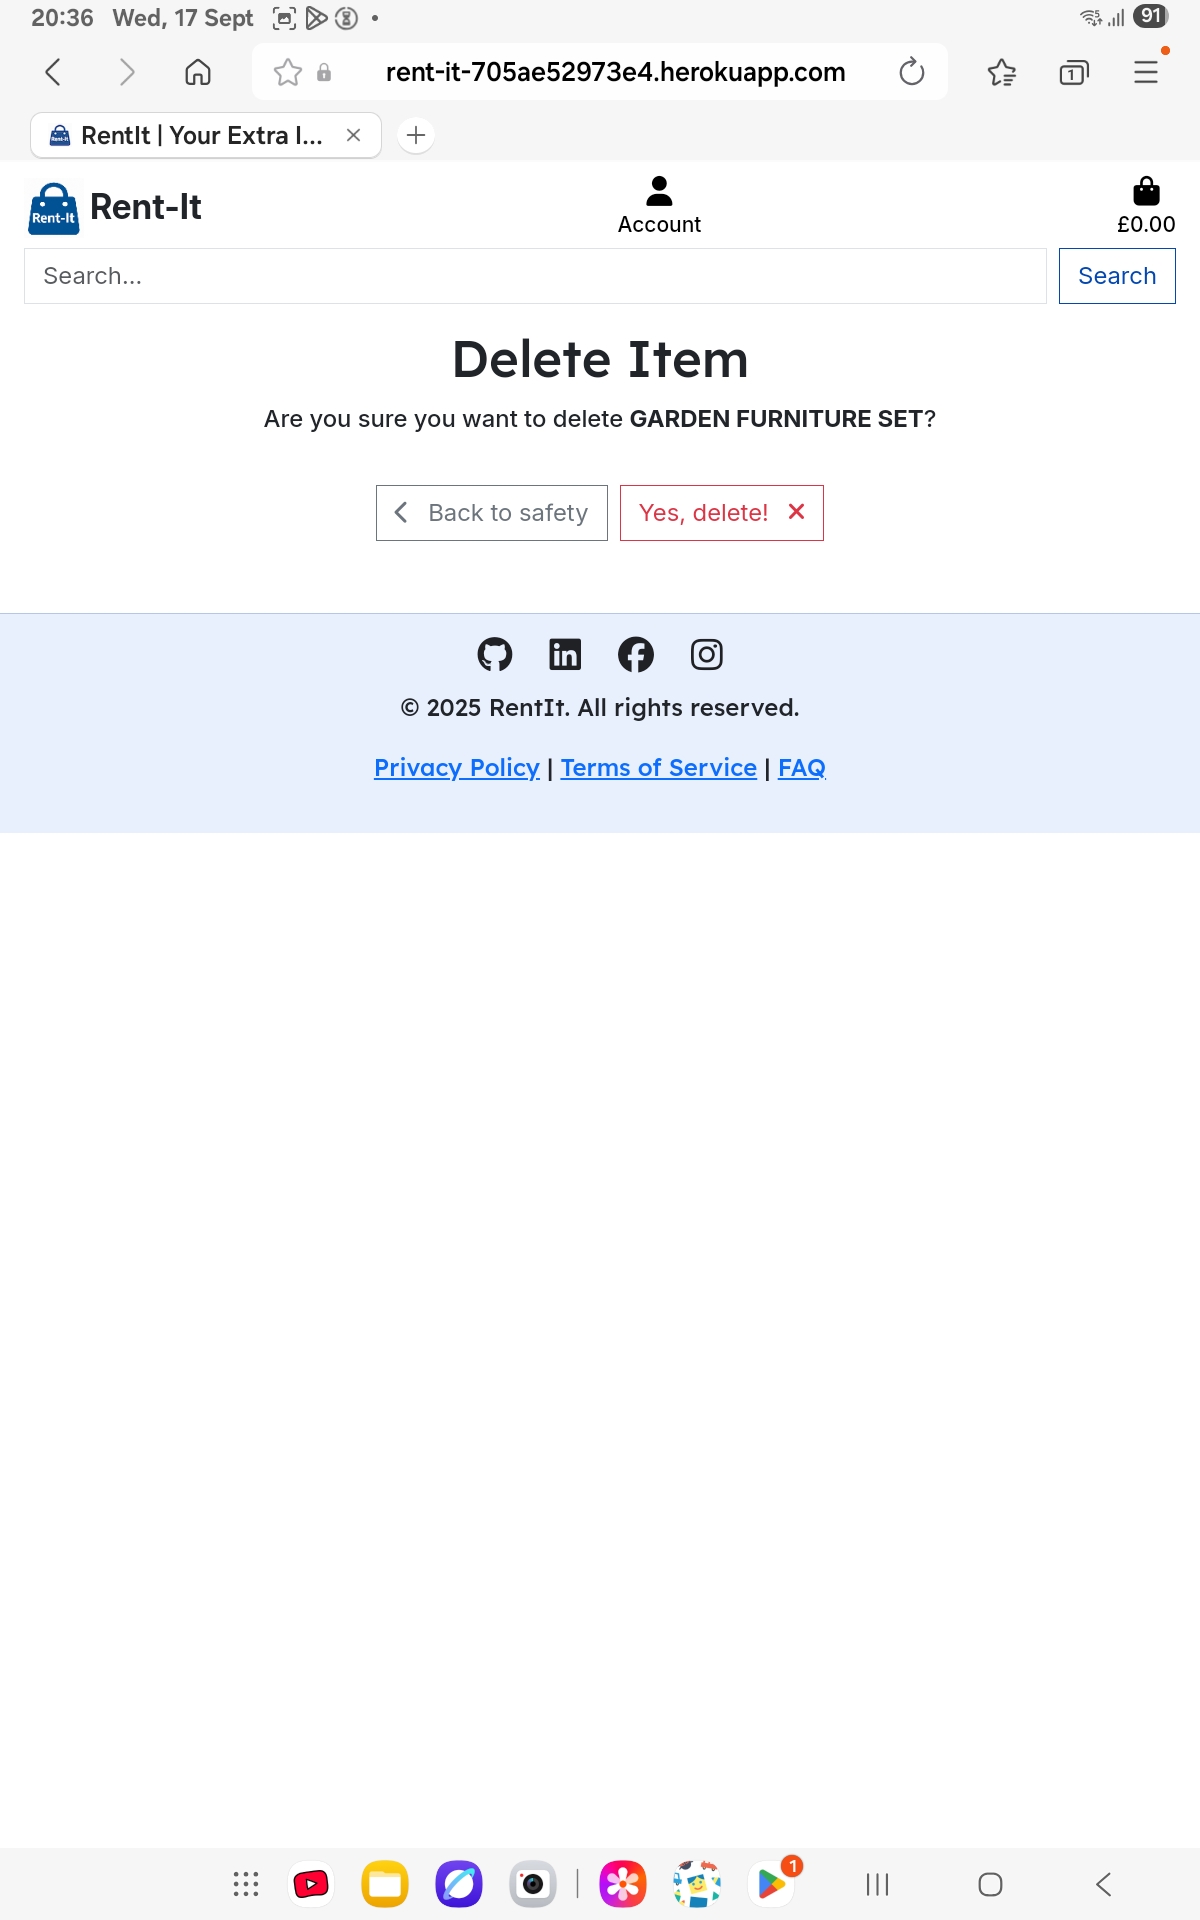 20:36 Wed, 17 Sept
91
rent-it-705ae52973e4.herokuapp.com
1
RentIt | Your Extra I...
Rent-It
Rent-It
Account
£0.00
Search...
Search
Delete Item
Are you sure you want to delete GARDEN FURNITURE SET?
Back to safety
Yes, delete!
© 2025 RentIt. All rights reserved.
Privacy Policy | Terms of Service | FAQ
1